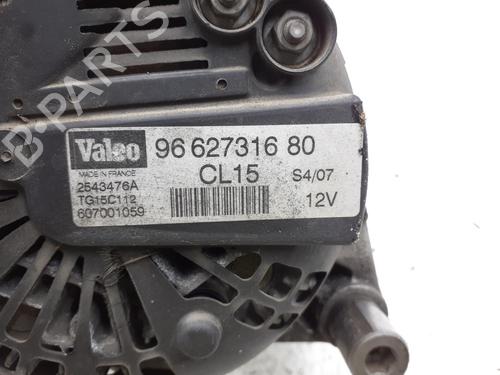 B-PARTS
Valeo
96 627316 80
MADE IN FRANCE
CL15
S4/07
2543476A
TG15C112
12V
607001059